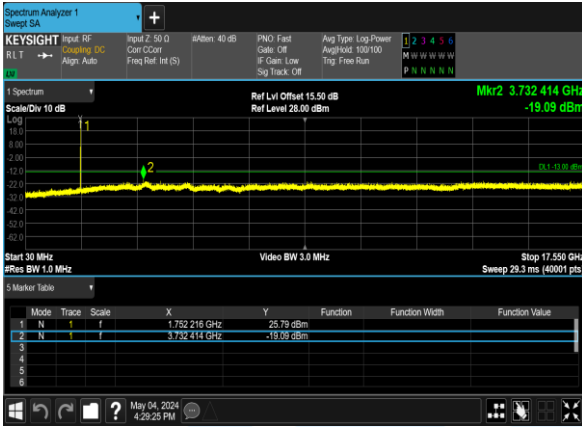 Spectrum Analyzer 1
Swept SA
KEYSIGHT Input: RF Input Z: 50 Ω #Atten: 40 dB PNO: Fast Avg Type: Log-Power 1 2 3 4 5 6
RLT Coupling: DC Corr CCorr Gate: Off Avg|Hold: 100/100 M W W W W W
Align: Auto Freq Ref: Int (S) IF Gain: Low Trig: Free Run
Sig Track: Off P N N N N N
LV
1 Spectrum Ref Lvl Offset 15.50 dB Mkr2 3.732 414 GHz
Scale/Div 10 dB Ref Level 28.00 dBm -19.09 dBm
Log
18.0
8.00
-2.00
-12.0
-22.0
-32.0
-42.0
-52.0
-62.0
1
2
DL1 -13.00 dBm
Start 30 MHz Video BW 3.0 MHz Stop 17.550 GHz
#Res BW 1.0 MHz Sweep 29.3 ms (40001 pts
5 Marker Table
Mode Trace Scale X Y Function Function Width Function Value
1 N 1 f 1.752 216 GHz 25.79 dBm
2 N 1 f 3.732 414 GHz -19.09 dBm
3
4
5
6
? May 04, 2024
4:29:25 PM